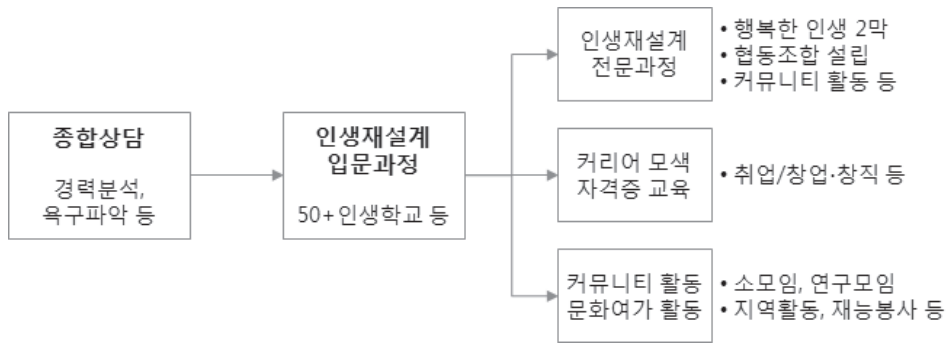 종합상담
경력분석,
욕구파악 등
인생재설계
입문과정
50+인생학교 등
인생재설계
전문과정
• 행복한 인생 2막
• 협동조합 설립
• 커뮤니티 활동 등
커리어 모색
자격증 교육
• 취업/창업·창직 등
커뮤니티 활동
문화여가 활동
• 소모임, 연구모임
• 지역활동, 재능봉사 등